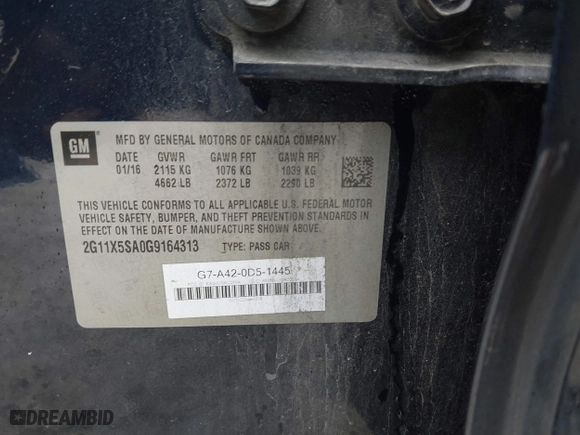 GM
MFD BY GENERAL MOTORS OF CANADA COMPANY
DATE GVWR GAWR FRT GAWR RR
01/16 2115 KG 1076 KG 1039 KG
4662 LB 2372 LB 2290 LB
THIS VEHICLE CONFORMS TO ALL APPLICABLE U.S. FEDERAL MOTOR
VEHICLE SAFETY, BUMPER, AND THEFT PREVENTION STANDARDS IN
EFFECT ON THE DATE OF MANUFACTURE SHOWN ABOVE.
2G11X5SA0G9164313 TYPE: PASS CAR
G7-A42-0D5-1445
DREAMBID